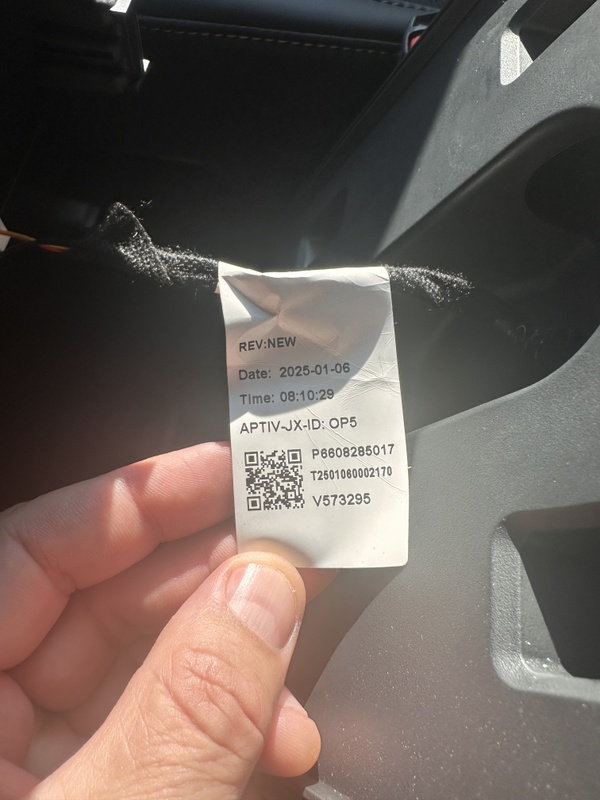 REV:NEW
Date: 2025-01-06
Time: 08:10:29
APTIV-JX-ID: OP5
P6608285017
T2501060002170
V573295